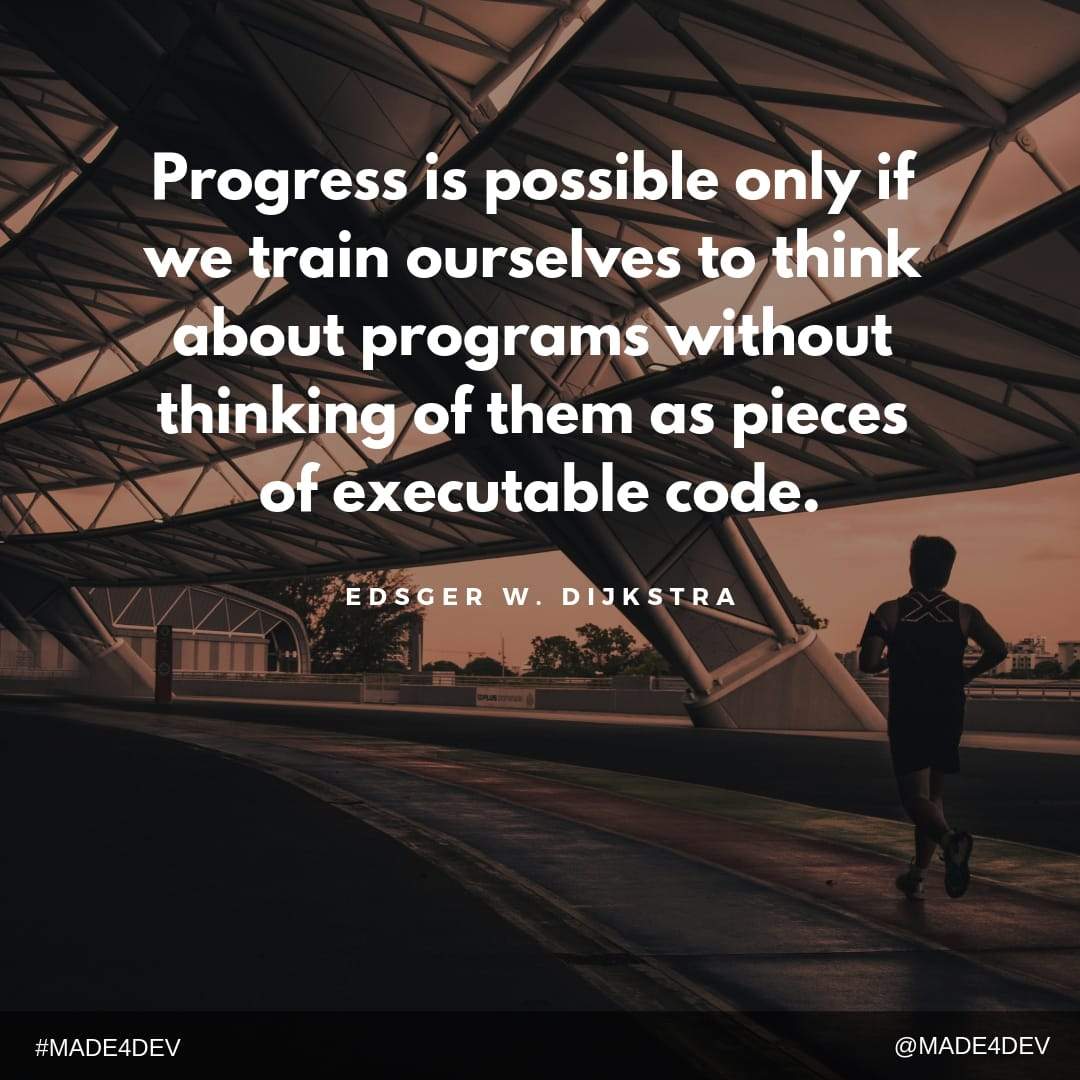 Progress is possible only if
we train ourselves to think
about programs without
thinking of them as pieces
of executable code.
EDSGER W. DIJKSTRA
#MADE4DEV
@MADE4DEV